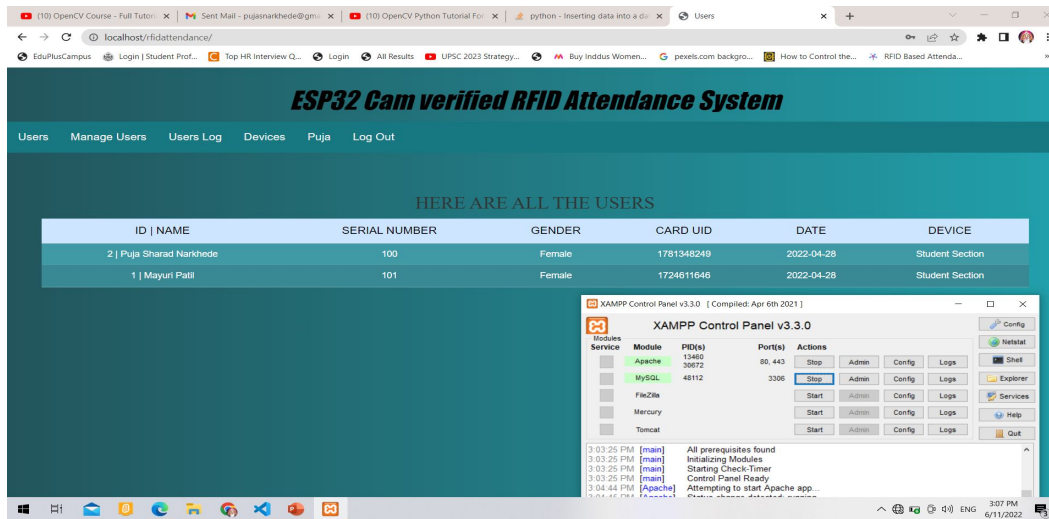 (10) OpenCV Course - Full Tutori
Sent Mail - pujasnarkhede@gm
(10) OpenCV Python Tutorial For
python - Inserting data into a da
Users
localhost/rfidattendance/
EduPlusCampus
Login | Student Prof...
Top HR Interview Q...
Login
All Results
UPSC 2023 Strategy...
Buy Inddus Women...
pexels.com backgro...
How to Control the...
RFID Based Attenda...
ESP32 Cam verified RFID Attendance System
Users Manage Users Users Log Devices Puja Log Out
HERE ARE ALL THE USERS
ID | NAME SERIAL NUMBER GENDER CARD UID DATE DEVICE
2 | Puja Sharad Narkhede 100 Female 1781348249 2022-04-28 Student Section
1 | Mayuri Patil 101 Female 1724611646 2022-04-28 Student Section
XAMPP Control Panel v3.3.0 [ Compiled: Apr 6th 2021 ]
XAMPP Control Panel v3.3.0
Config
Modules
Service Module PID(s) Port(s) Actions
Netstat
Apache 13460 30672 80, 443 Stop Admin Config Logs
Shell
MySQL 48112 3306 Stop Admin Config Logs
Explorer
FileZilla Start Admin Config Logs
Services
Mercury Start Admin Config Logs
Help
Tomcat Start Admin Config Logs
Quit
3:03:25 PM [main] All prerequisites found
3:03:25 PM [main] Initializing Modules
3:03:25 PM [main] Starting Check-Timer
3:03:25 PM [main] Control Panel Ready
3:04:44 PM [Apache] Attempting to start Apache app...
3:04:45 PM [Apache] Status change detected: running
ENG
3:07 PM
6/11/2022